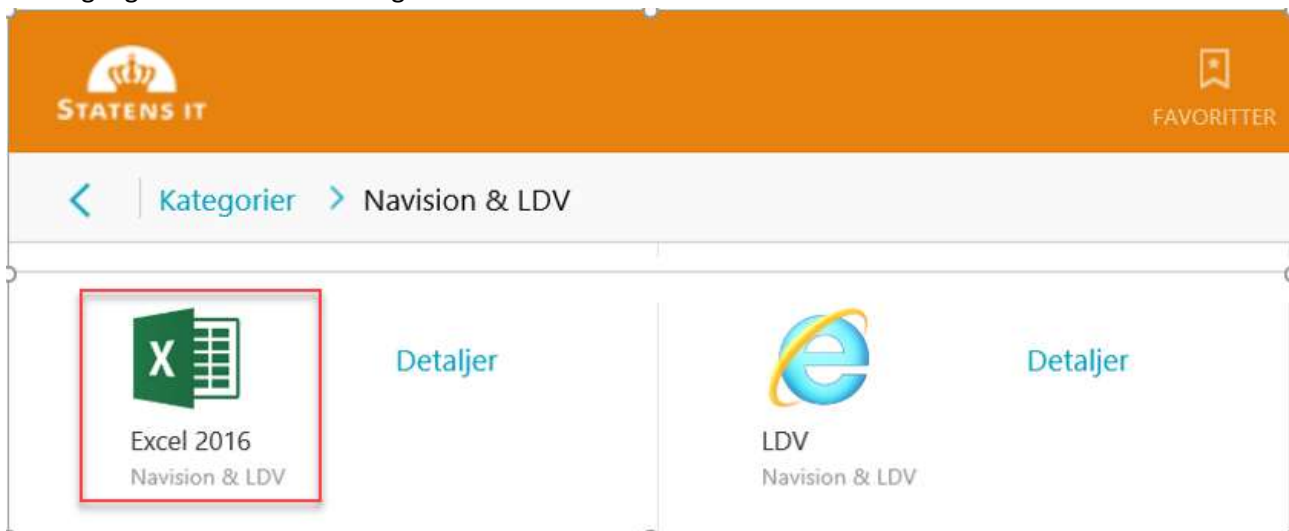 STATENS IT
FAVORITTER
Kategorier > Navision & LDV
Detaljer
Detaljer
Excel 2016
LDV
Navision & LDV
Navision & LDV